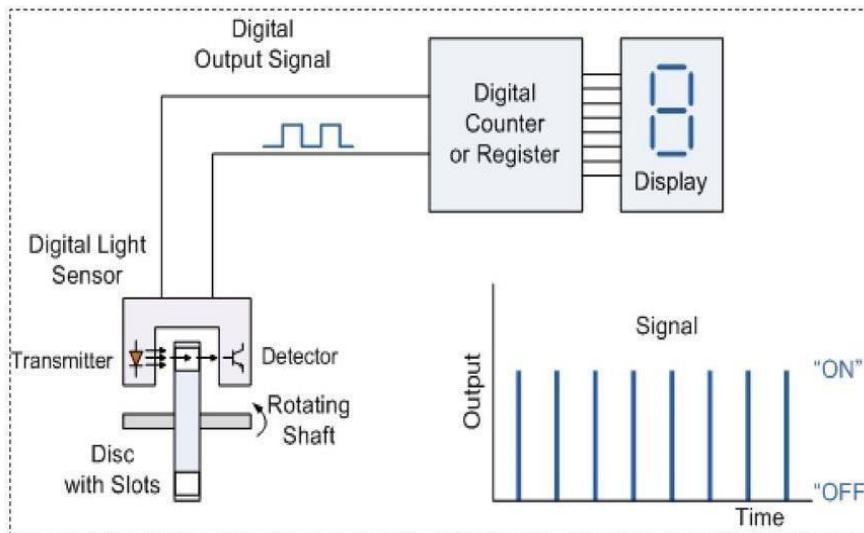 Digital
Output Signal
Digital
Counter
or Register
Display
Digital Light
Sensor
Transmitter
Detector
Rotating
Shaft
Disc
with Slots
Signal
Output
"ON"
"OFF
Time